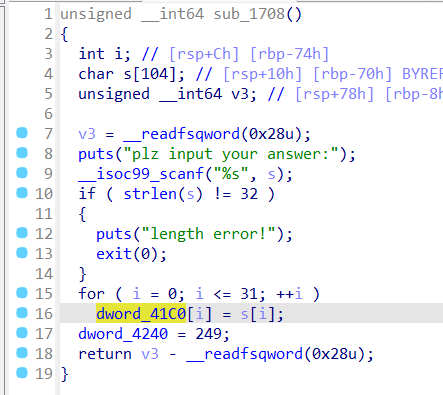 1 unsigned __int64 sub_1708()
2 {
3 int i; // [rsp+Ch] [rbp-74h]
4 char s[104]; // [rsp+10h] [rbp-70h] BYREF
5 unsigned __int64 v3; // [rsp+78h] [rbp-8h
6
7 v3 = __readfsqword(0x28u);
8 puts("plz input your answer:");
9 __isoc99_scanf("%s", s);
10 if ( strlen(s) != 32 )
11 {
12 puts("length error!");
13 exit(0);
14 }
15 for ( i = 0; i <= 31; ++i )
16 dword_41C0[i] = s[i];
17 dword_4240 = 249;
18 return v3 - __readfsqword(0x28u);
19 }